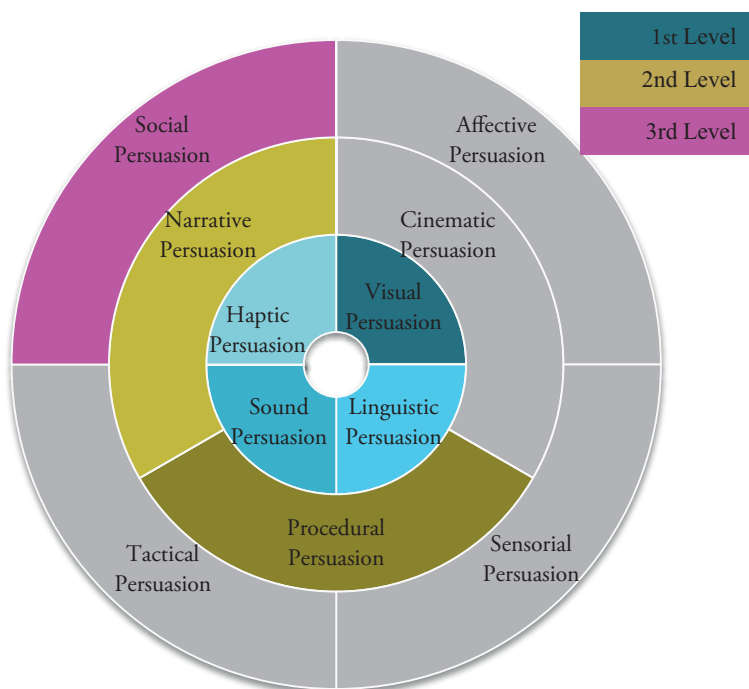 1st Level
2nd Level
3rd Level
Social
Persuasion
Affective
Persuasion
Narrative
Persuasion
Cinematic
Persuasion
Haptic
Persuasion
Visual
Persuasion
Sound
Persuasion
Linguistic
Persuasion
Procedural
Persuasion
Tactical
Persuasion
Sensorial
Persuasion